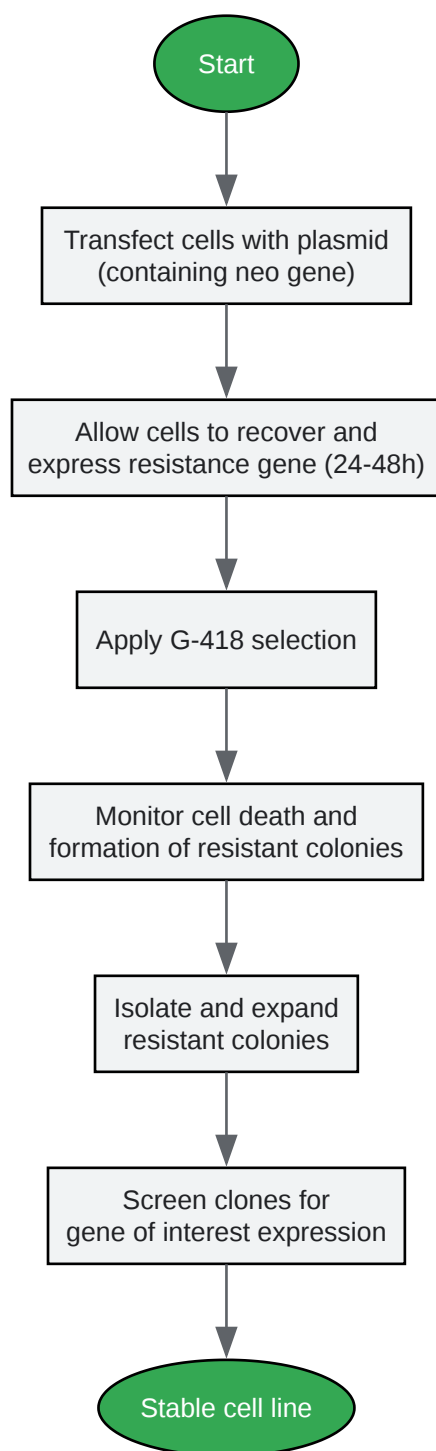 Start
Transfect cells with plasmid
(containing neo gene)
Allow cells to recover and
express resistance gene (24-48h)
Apply G-418 selection
Monitor cell death and
formation of resistant colonies
Isolate and expand
resistant colonies
Screen clones for
gene of interest expression
Stable cell line